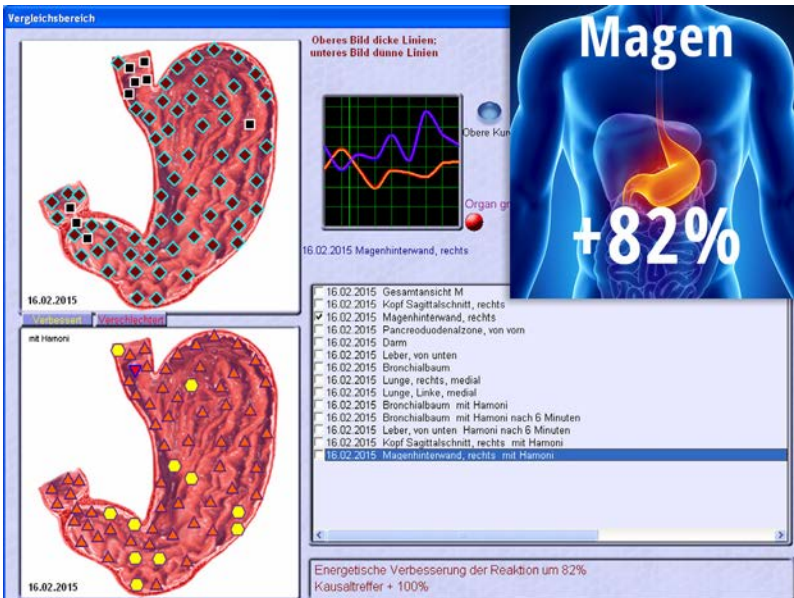 Vergleichsbereich
Oberes Bild dicke Linien;
unteres Bild dünne Linien
Magen
+82%
Obere Kur
Organ gr
16.02.2015 Magenhinterwand, rechts
16.02.2015
Verbessert Verschlechtert
mit Hamoni
16.02.2015
16.02.2015 Gesamtansicht M
16.02.2015 Kopf Sagittalschnitt, rechts
16.02.2015 Magenhinterwand, rechts
16.02.2015 Pancreoduodenalzone, von vorn
16.02.2015 Darm
16.02.2015 Leber, von unten
16.02.2015 Bronchialbaum
16.02.2015 Lunge, rechts, medial
16.02.2015 Lunge, Linke, medial
16.02.2015 Bronchialbaum mit Hamoni
16.02.2015 Bronchialbaum mit Hamoni nach 6 Minuten
16.02.2015 Leber, von unten Hamoni nach 6 Minuten
16.02.2015 Kopf Sagittalschnitt, rechts mit Hamoni
16.02.2015 Magenhinterwand, rechts mit Hamoni
Energetische Verbesserung der Reaktion um 82%
Kausaltreffer + 100%